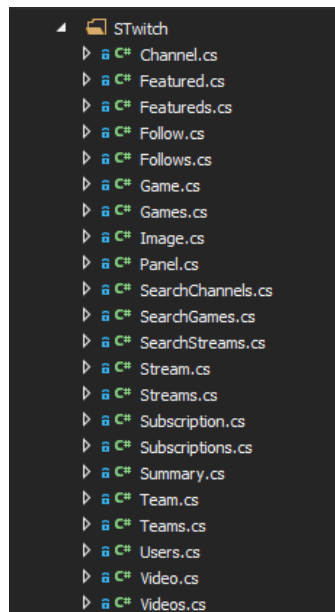 STwitch
C# Channel.cs
C# Featured.cs
C# Featureds.cs
C# Follow.cs
C# Follows.cs
C# Game.cs
C# Games.cs
C# Image.cs
C# Panel.cs
C# SearchChannels.cs
C# SearchGames.cs
C# SearchStreams.cs
C# Stream.cs
C# Streams.cs
C# Subscription.cs
C# Subscriptions.cs
C# Summary.cs
C# Team.cs
C# Teams.cs
C# Users.cs
C# Video.cs
C# Videos.cs